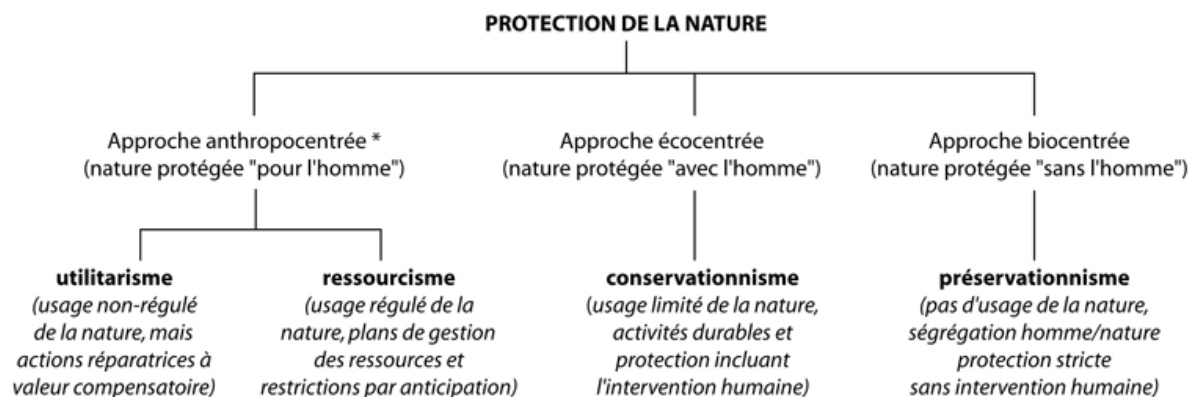 PROTECTION DE LA NATURE
Approche anthropocentrée *
(nature protégée "pour l'homme")
Approche écocentrée
(nature protégée "avec l'homme")
Approche biocentrée
(nature protégée "sans l'homme")
utilitarisme
(usage non-régulé
de la nature, mais
actions réparatrices à
valeur compensatoire)
ressourcisme
(usage régulé de la
nature, plans de gestion
des ressources et
restrictions par anticipation)
conservationnisme
(usage limité de la nature,
activités durables et
protection incluant
l'intervention humaine)
préservationnisme
(pas d'usage de la nature,
ségrégation homme/nature
protection stricte
sans intervention humaine)